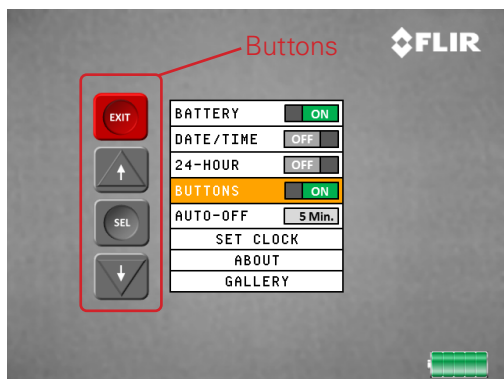 Buttons
FLIR
EXIT
BATTERY ON
DATE/TIME OFF
24-HOUR OFF
BUTTONS ON
SEL
AUTO-OFF 5 Min.
SET CLOCK
ABOUT
GALLERY